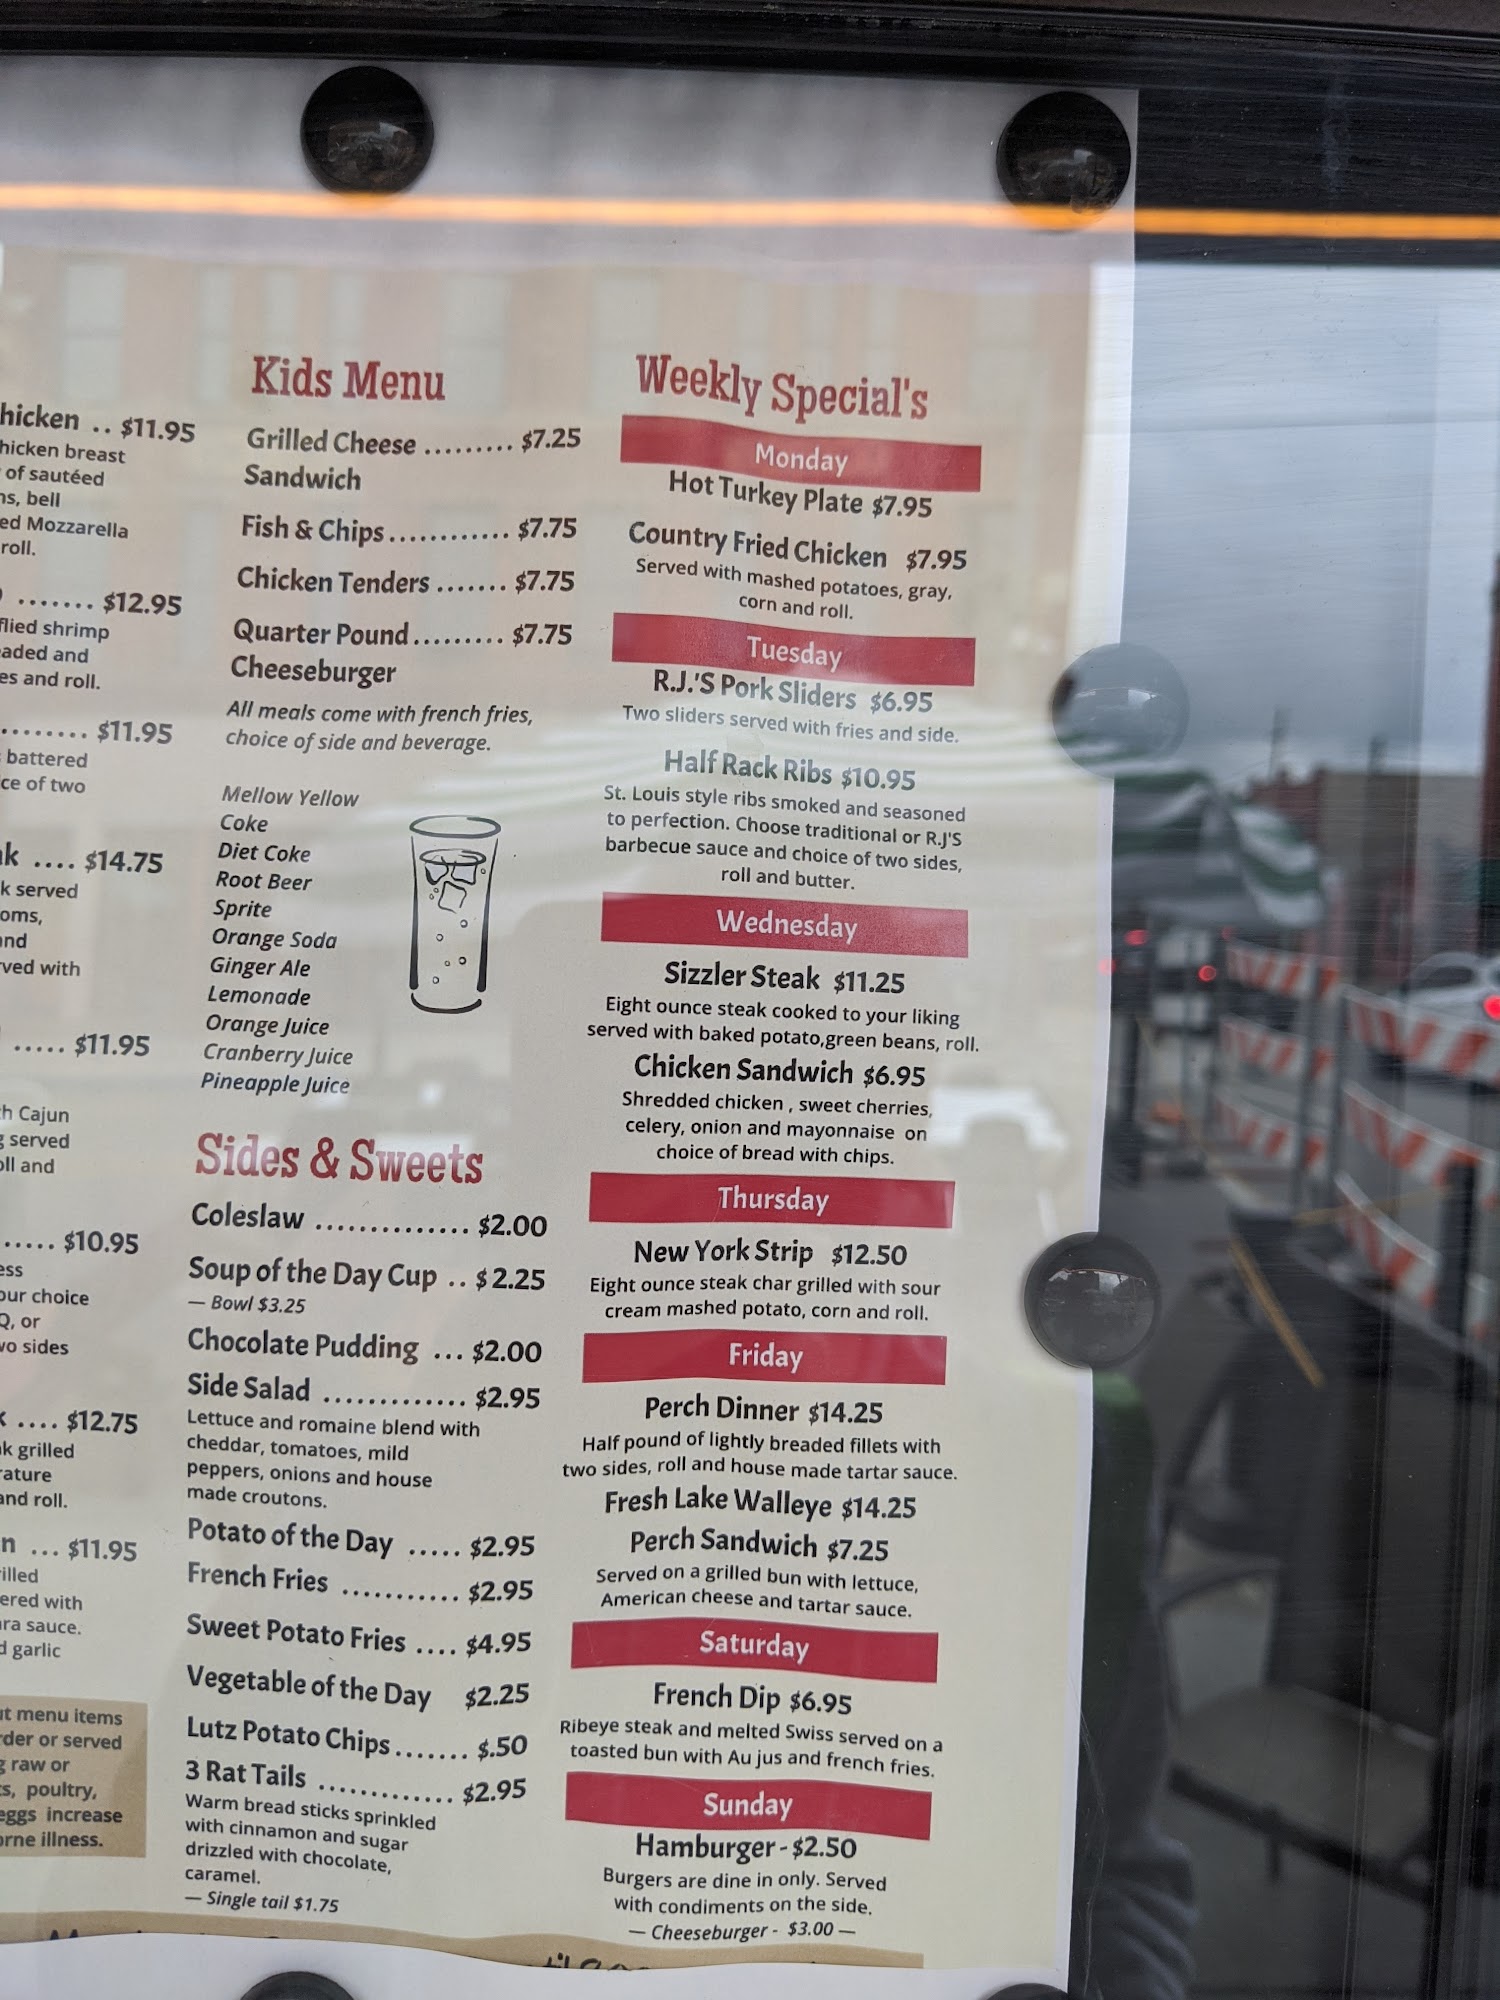 hicken .. $11.95
hicken breast
of sautéed
ns, bell
ed Mozzarella
roll.
....... $12.95
flied shrimp
aded and
es and roll.
........ $11.95
battered
ce of two
ak .... $14.75
k served
oms,
and
ved with
..... $11.95
h Cajun
g served
oll and
..... $10.95
ess
our choice
Q, or
wo sides
k .... $12.75
ak grilled
rature
and roll.
n ... $11.95
illed
ered with
ara sauce.
d garlic
ut menu items
rder or served
g raw or
ts, poultry,
eggs increase
orne illness.
Kids Menu
Grilled Cheese ......... $7.25
Sandwich
Fish & Chips............ $7.75
Chicken Tenders ....... $7.75
Quarter Pound......... $7.75
Cheeseburger
All meals come with french fries,
choice of side and beverage.
Mellow Yellow
Coke
Diet Coke
Root Beer
Sprite
Orange Soda
Ginger Ale
Lemonade
Orange Juice
Cranberry Juice
Pineapple Juice
Sides & Sweets
Coleslaw .............. $2.00
Soup of the Day Cup .. $2.25
— Bowl $3.25
Chocolate Pudding ... $2.00
Side Salad ............. $2.95
Lettuce and romaine blend with
cheddar, tomatoes, mild
peppers, onions and house
made croutons.
Potato of the Day ..... $2.95
French Fries ........... $2.95
Sweet Potato Fries .... $4.95
Vegetable of the Day $2.25
Lutz Potato Chips....... $.50
3 Rat Tails ............. $2.95
Warm bread sticks sprinkled
with cinnamon and sugar
drizzled with chocolate,
caramel.
— Single tail $1.75
Weekly Special's
Monday
Hot Turkey Plate $7.95
Country Fried Chicken $7.95
Served with mashed potatoes, gray,
corn and roll.
Tuesday
R.J.'S Pork Sliders $6.95
Two sliders served with fries and side.
Half Rack Ribs $10.95
St. Louis style ribs smoked and seasoned
to perfection. Choose traditional or R.J'S
barbecue sauce and choice of two sides,
roll and butter.
Wednesday
Sizzler Steak $11.25
Eight ounce steak cooked to your liking
served with baked potato,green beans, roll.
Chicken Sandwich $6.95
Shredded chicken , sweet cherries,
celery, onion and mayonnaise on
choice of bread with chips.
Thursday
New York Strip $12.50
Eight ounce steak char grilled with sour
cream mashed potato, corn and roll.
Friday
Perch Dinner $14.25
Half pound of lightly breaded fillets with
two sides, roll and house made tartar sauce.
Fresh Lake Walleye $14.25
Perch Sandwich $7.25
Served on a grilled bun with lettuce,
American cheese and tartar sauce.
Saturday
French Dip $6.95
Ribeye steak and melted Swiss served on a
toasted bun with Au jus and french fries.
Sunday
Hamburger - $2.50
Burgers are dine in only. Served
with condiments on the side.
— Cheeseburger - $3.00 —